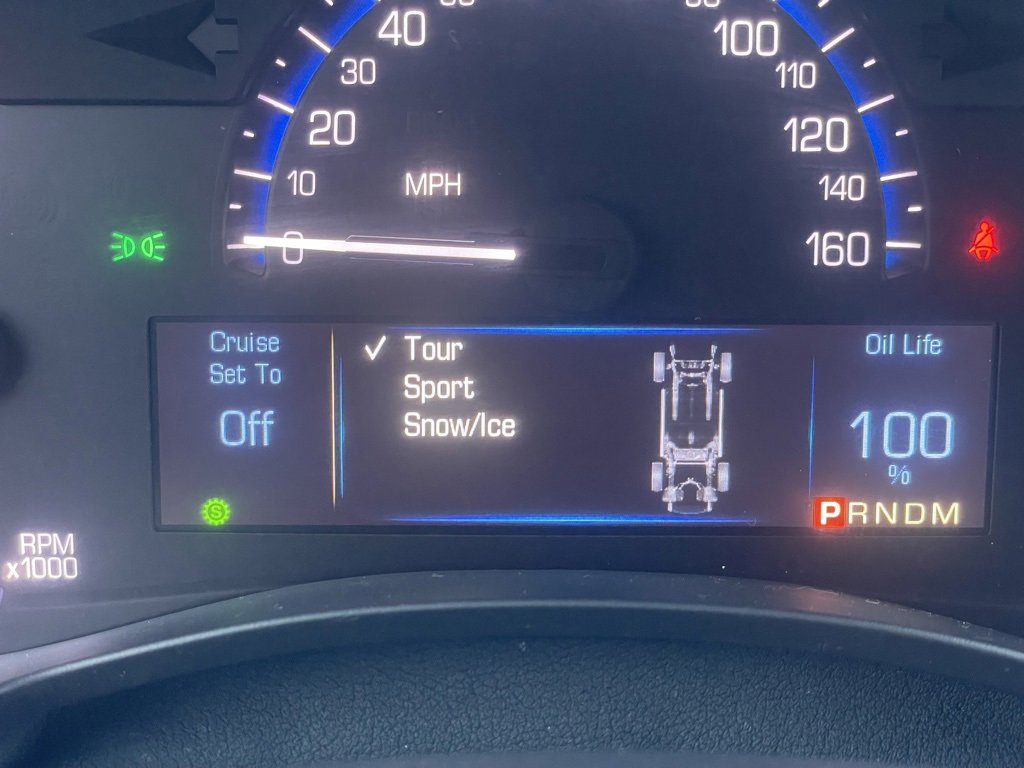 40
100
30
110
20
120
10
MPH
140
0
160
Cruise
Set To
Off
✓ Tour
Sport
Snow/Ice
Oil Life
100
%
S
PRNDM
RPM
x1000